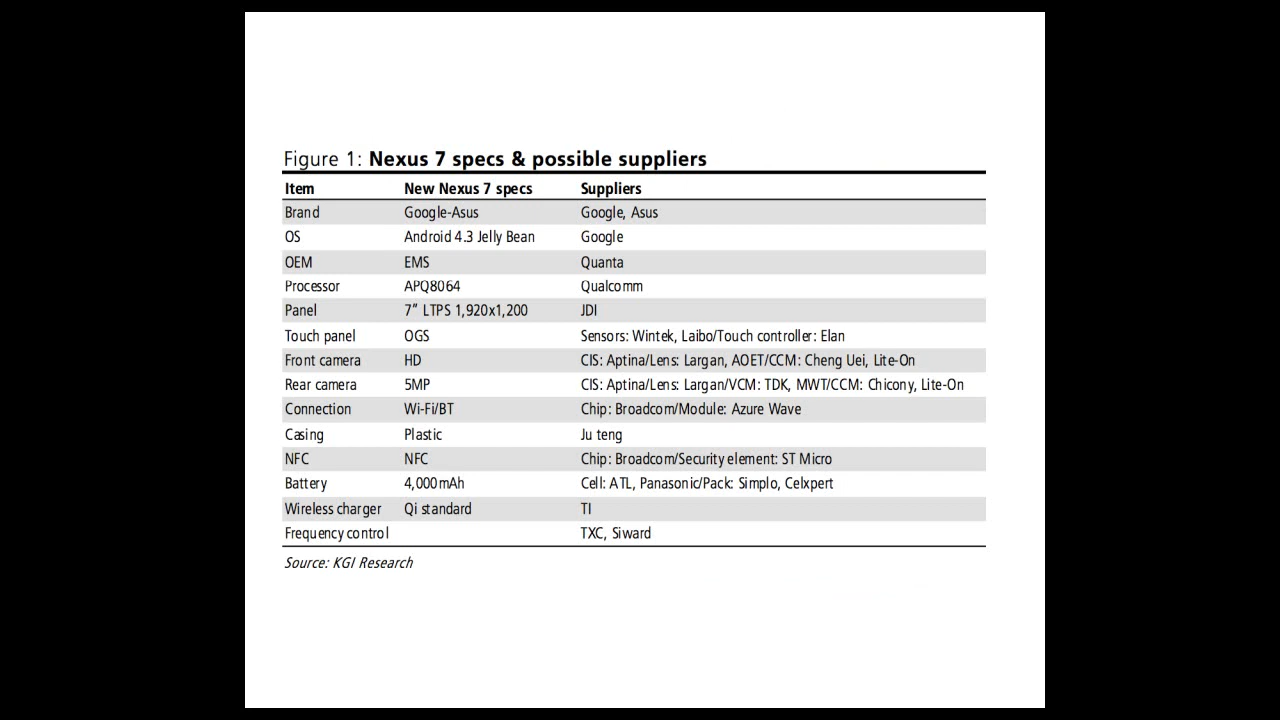 Figure 1: Nexus 7 specs & possible suppliers
Item New Nexus 7 specs Suppliers
Brand Google-Asus Google, Asus
OS Android 4.3 Jelly Bean Google
OEM EMS Quanta
Processor APQ8064 Qualcomm
Panel 7” LTPS 1,920x1,200 JDI
Touch panel OGS Sensors: Wintek, Laibo/Touch controller: Elan
Front camera HD CIS: Aptina/Lens: Largan, AOET/CCM: Cheng Uei, Lite-On
Rear camera 5MP CIS: Aptina/Lens: Largan/VCM: TDK, MWT/CCM: Chicony, Lite-On
Connection Wi-Fi/BT Chip: Broadcom/Module: Azure Wave
Casing Plastic Ju teng
NFC NFC Chip: Broadcom/Security element: ST Micro
Battery 4,000mAh Cell: ATL, Panasonic/Pack: Simplo, Celxpert
Wireless charger Qi standard TI
Frequency control TXC, Siward
Source: KGI Research